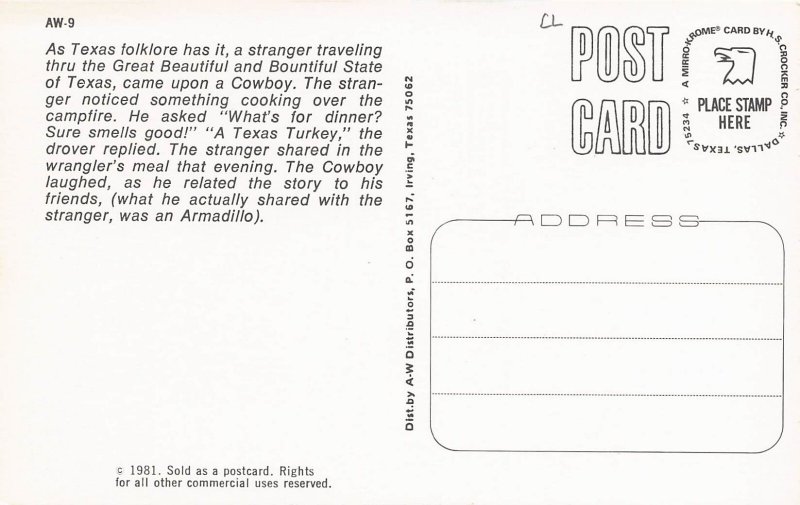 AW-9
As Texas folklore has it, a stranger traveling
thru the Great Beautiful and Bountiful State
of Texas, came upon a Cowboy. The stran-
ger noticed something cooking over the
campfire. He asked "What's for dinner?
Sure smells good!" "A Texas Turkey," the
drover replied. The stranger shared in the
wrangler's meal that evening. The Cowboy
laughed, as he related the story to his
friends, (what he actually shared with the
stranger, was an Armadillo).
© 1981. Sold as a postcard. Rights
for all other commercial uses reserved.
Dist.by A-W Distributors, P. O. Box 5167, Irving, Texas 75062
CL
POST
CARD
A MIRRO-KROME® CARD BY H. S. CROCKER CO., INC. ☆ DALLAS, TEXAS 75234 ☆
PLACE STAMP
HERE
ADDRESS